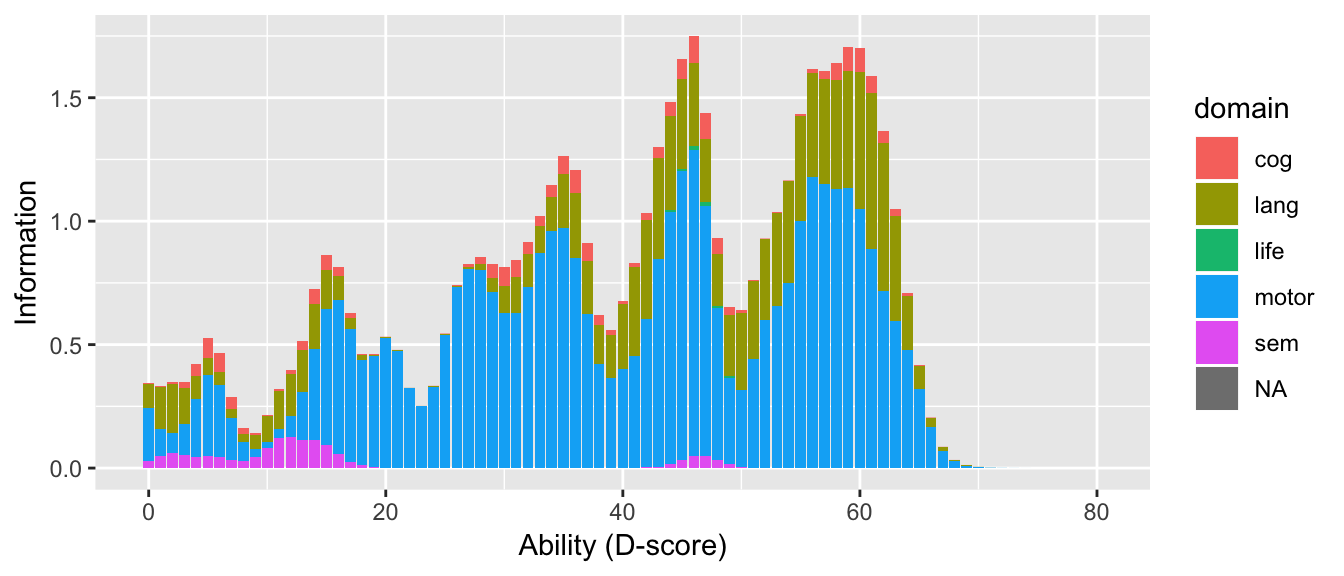 Information
1.5
1.0
0.5
0.0
0 20 40 60 80
Ability (D-score)
domain
cog
lang
life
motor
sem
NA